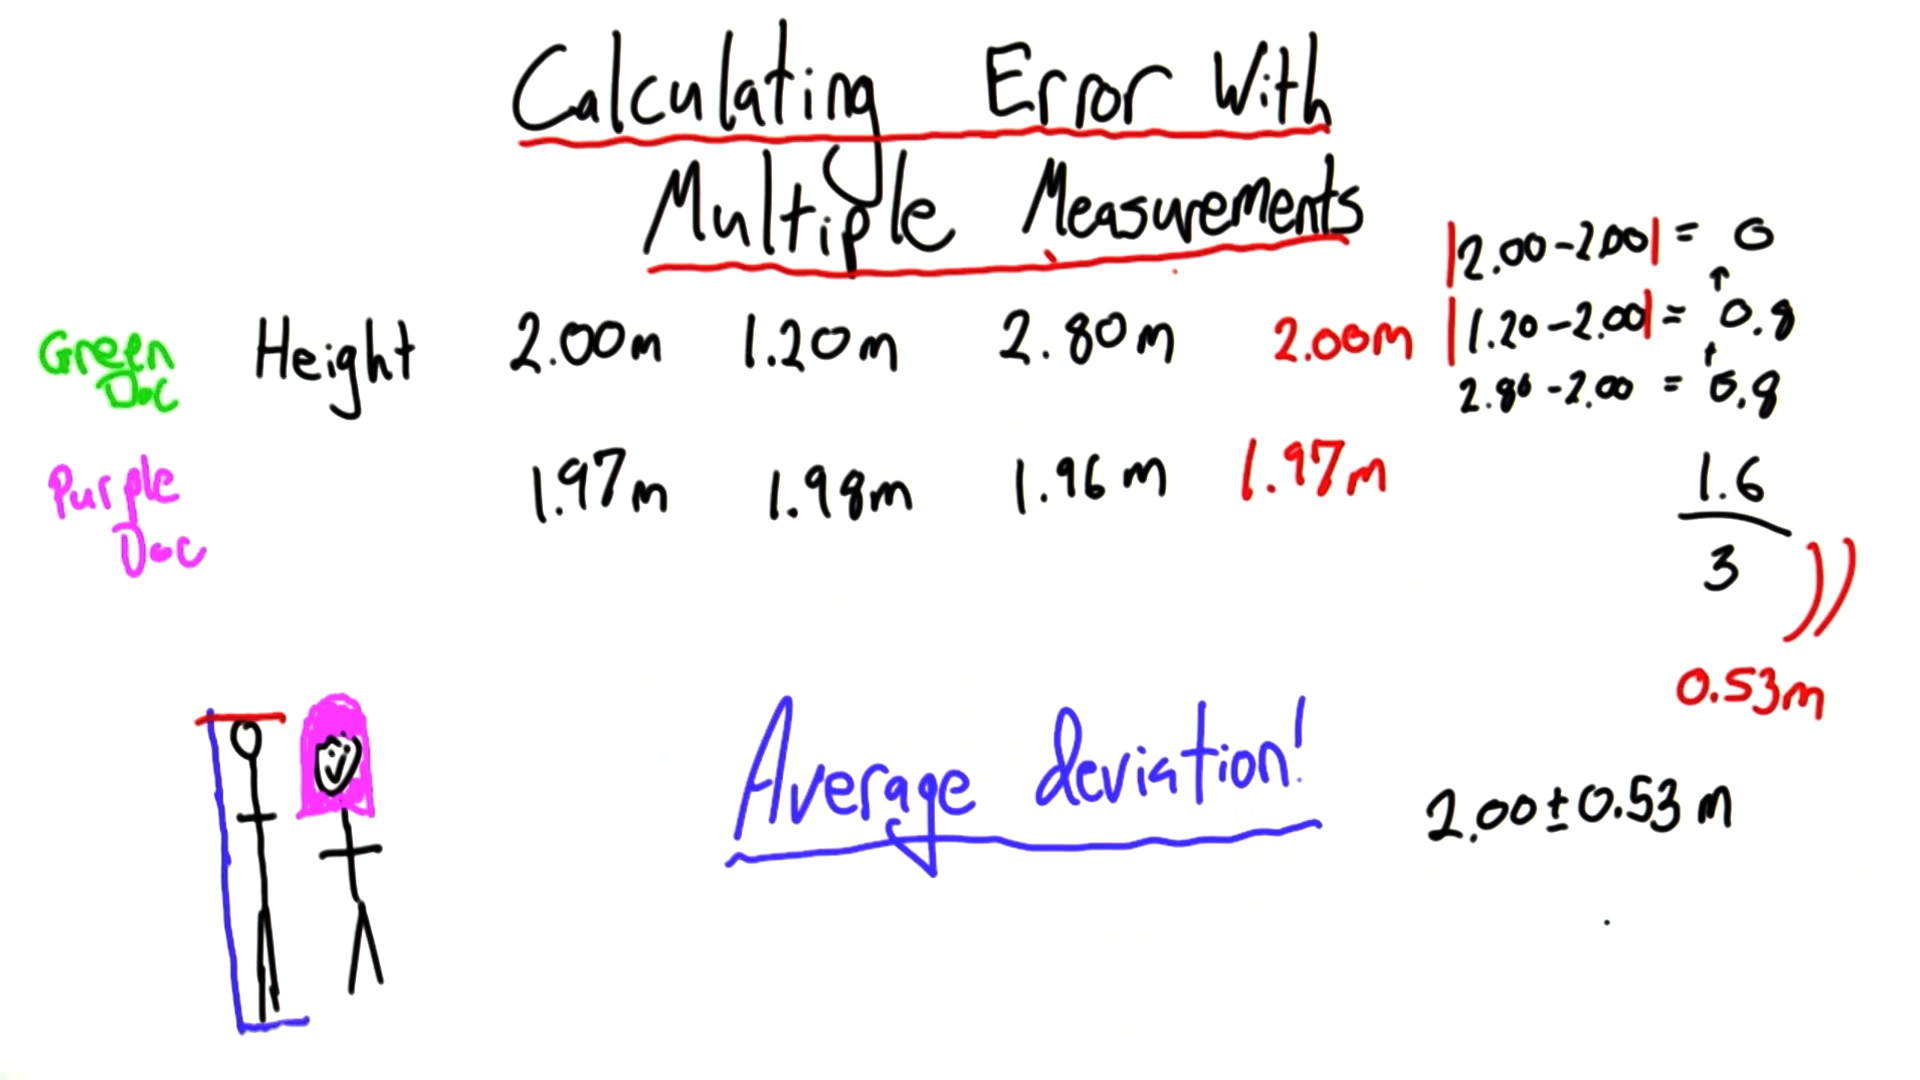 Calculating Error With
Multiple Measurements
Green Doc Height 2.00m 1.20m 2.80m 2.00m
Purple Doc 1.97m 1.98m 1.96m 1.97m
|2.00-2.00| = 0
↑
|1.20-2.00| = 0.8
↑
2.80-2.00 = 0.8
1.6
3
0.53m
Average deviation!
2.00±0.53m